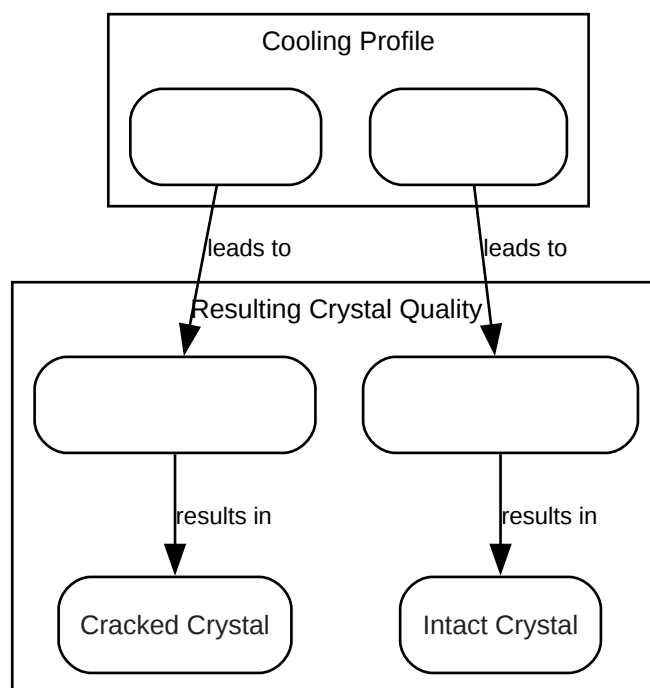 Cooling Profile
leads to
leads to
Resulting Crystal Quality
results in
results in
Cracked Crystal
Intact Crystal